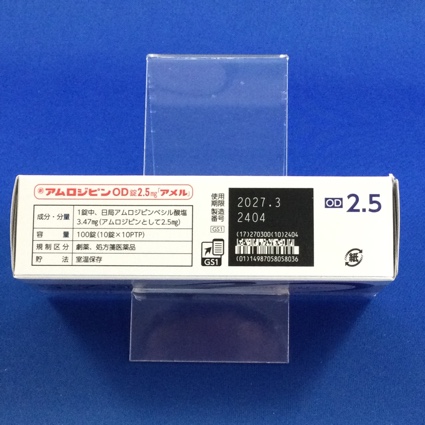 劇 アムロジピンOD錠2.5mg「アメル」
成分・分量 1錠中、日局アムロジピンベシル酸塩
3.47mg(アムロジピンとして2.5mg)
容量 100錠(10錠×10PTP)
規制区分 劇薬、処方箋医薬品
貯法 室温保存
使用期限 2027.3
製造番号 2404
GS1
(17)270300(10)2404
(01)14987058058036
GS1
OD 2.5
紙